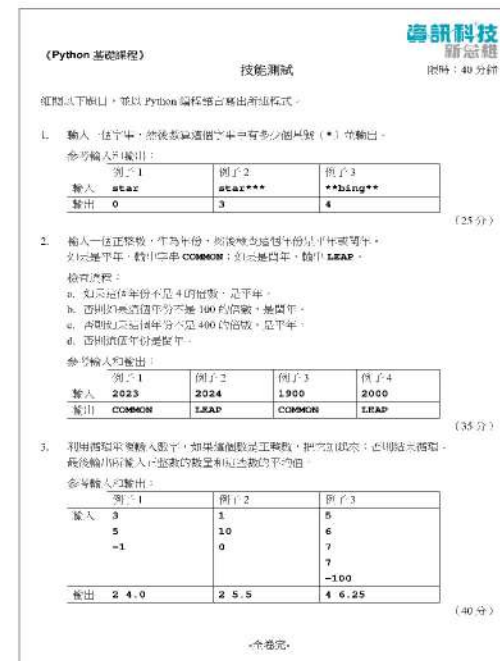 資訊科技
新思維
《Python 基礎課程》
技能測試
限時：40 分鐘
細閱以下題目，並以 Python 編程語言寫出所述程式。
1. 輸入一個字串，然後數算這個字串中有多少個星號（*）並輸出。
參考輸入和輸出：
例子 1 例子 2 例子 3
輸入 star star*** **bing**
輸出 0 3 4
（25 分）
2. 輸入一個正整數，作為年份，然後檢查這個年份是平年或閏年。
如果是平年，輸出字串 COMMON；如果是閏年，輸出 LEAP。
檢查流程：
a. 如果這個年份不是 4 的倍數，是平年。
b. 否則如果這個年份不是 100 的倍數，是閏年。
c. 否則如果這個年份不是 400 的倍數，是平年。
d. 否則這個年份是閏年。
參考輸入和輸出：
例子 1 例子 2 例子 3 例子 4
輸入 2023 2024 1900 2000
輸出 COMMON LEAP COMMON LEAP
（35 分）
3. 利用循環重複輸入數字，如果這個數是正整數，把它加起來；否則結束循環。
最後輸出所輸入正整數的數量和這些數的平均值。
參考輸入和輸出：
例子 1 例子 2 例子 3
輸入 3 1 5
5 10 6
-1 0 7
7
-100
輸出 2 4.0 2 5.5 4 6.25
（40 分）
-全卷完-